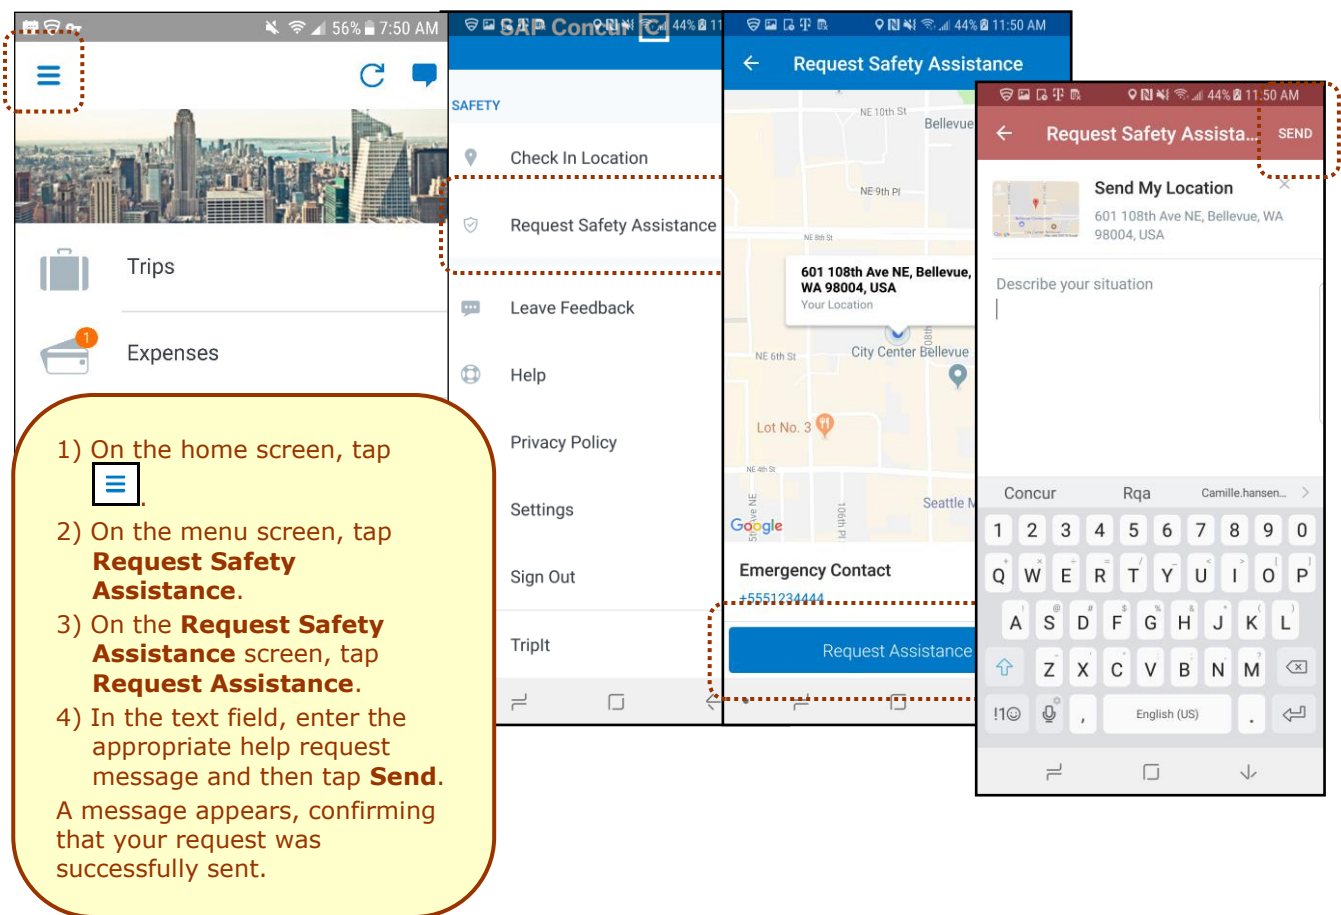 56% 7:50 AM
Trips
1
Expenses
SAP Concur C
44% 11
SAFETY
Check In Location
Request Safety Assistance
Leave Feedback
Help
Privacy Policy
Settings
Sign Out
TripIt
44% 11:50 AM
Request Safety Assistance
NE 10th St
Bellevue
NE 9th Pl
NE 8th St
601 108th Ave NE, Bellevue,
WA 98004, USA
Your Location
108th
NE 6th St
City Center Bellevue
Lot No. 3
NE 4th St
5th Ave NE
106th Pl
Seattle M
Google
Emergency Contact
+5551234444
Request Assistance
44% 11:50 AM
Request Safety Assista... SEND
Send My Location
601 108th Ave NE, Bellevue, WA
98004, USA
Describe your situation
Concur Rqa Camille.hansen...
1 2 3 4 5 6 7 8 9 0
Q W E R T Y U I O P
A S D F G H J K L
Z X C V B N M
!1☺ , English (US) .
1) On the home screen, tap
☰.
2) On the menu screen, tap
Request Safety
Assistance.
3) On the Request Safety
Assistance screen, tap
Request Assistance.
4) In the text field, enter the
appropriate help request
message and then tap Send.
A message appears, confirming
that your request was
successfully sent.